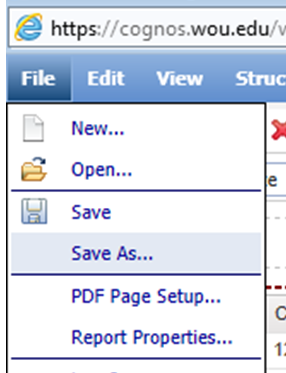 https://cognos.wou.edu/
File Edit View Struc
New...
Open...
Save
Save As...
PDF Page Setup...
Report Properties...